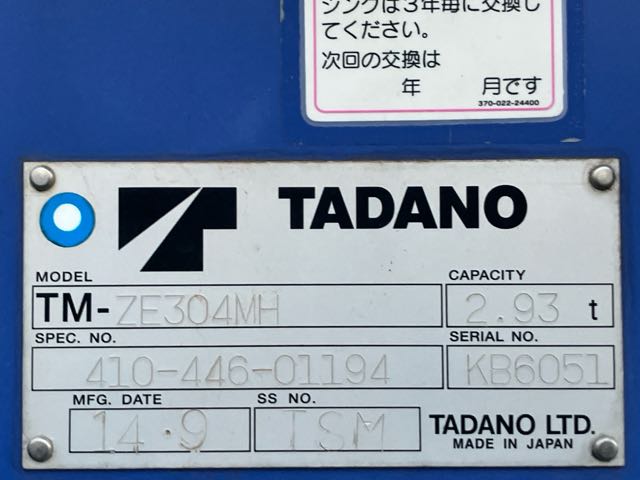 シングは3年毎に交換し
てください。
次回の交換は
年 月です
370-022-24400
TADANO
MODEL CAPACITY
TM-ZE304MH 2.93 t
SPEC. NO. SERIAL NO.
410-446-01194 KB6051
MFG. DATE SS NO.
14・9 TSM TADANO LTD.
MADE IN JAPAN